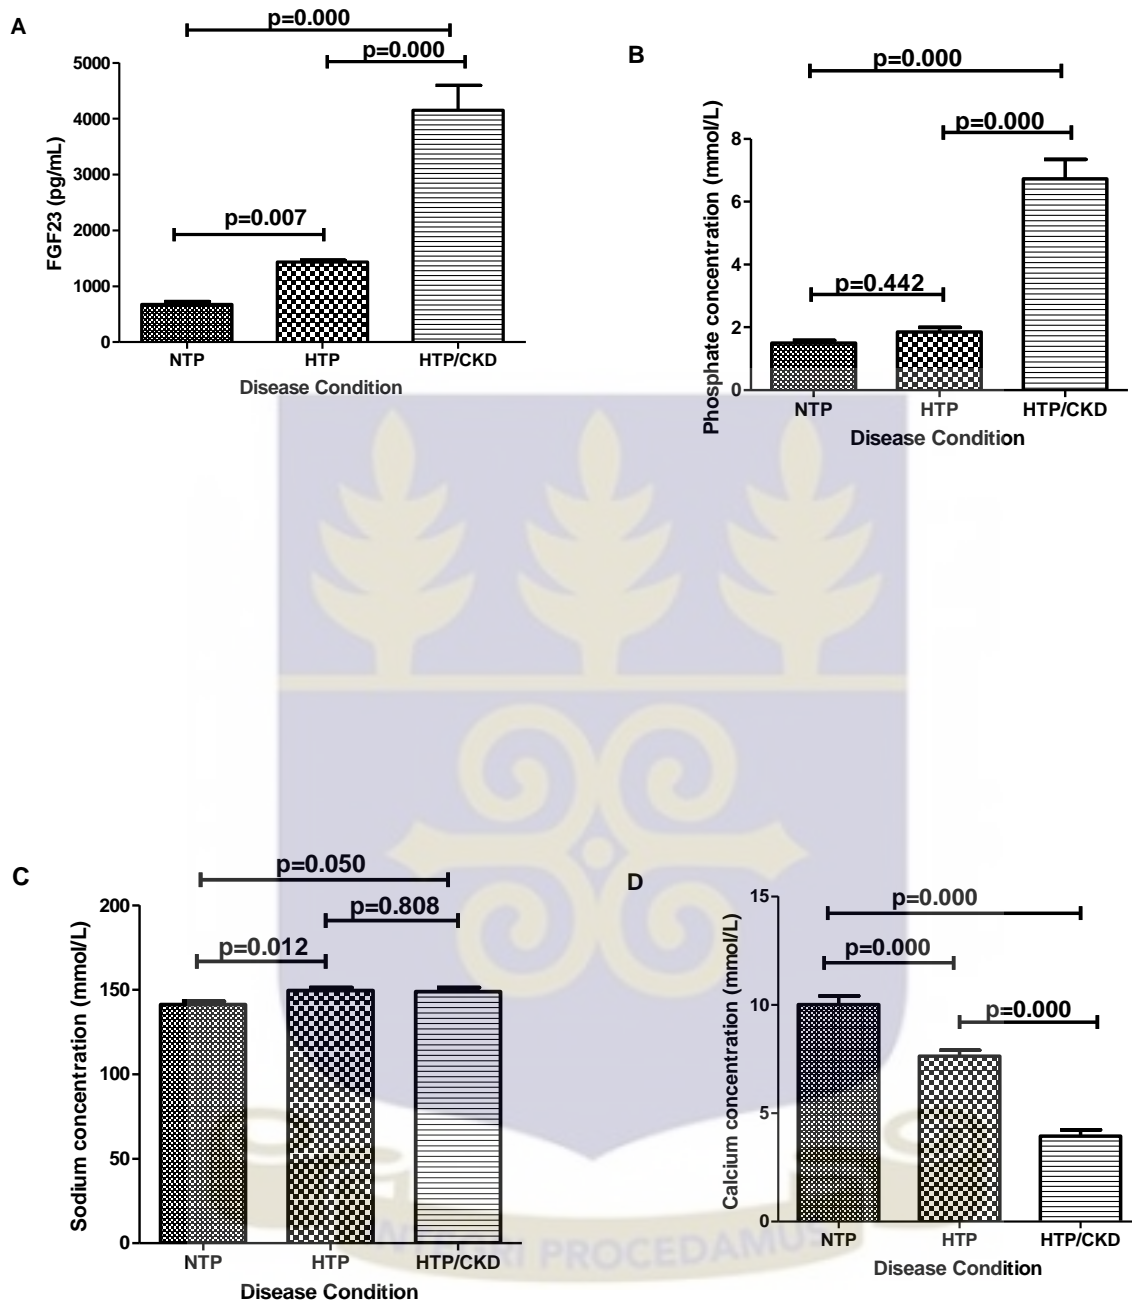 A
p=0.000
p=0.000
5000
4000
3000
2000
1000
0
FGF23 (pg/mL)
p=0.007
NTP
HTP
HTP/CKD
Disease Condition
B
p=0.000
p=0.000
8
6
4
2
0
Phosphate concentration (mmol/L)
p=0.442
NTP
HTP
HTP/CKD
Disease Condition
C
p=0.050
p=0.808
p=0.012
200
150
100
50
0
Sodium concentration (mmol/L)
NTP
HTP
HTP/CKD
Disease Condition
D
p=0.000
p=0.000
p=0.000
15
10
5
0
Calcium concentration (mmol/L)
NTP
HTP
HTP/CKD
Disease Condition
PROCEDAMUS